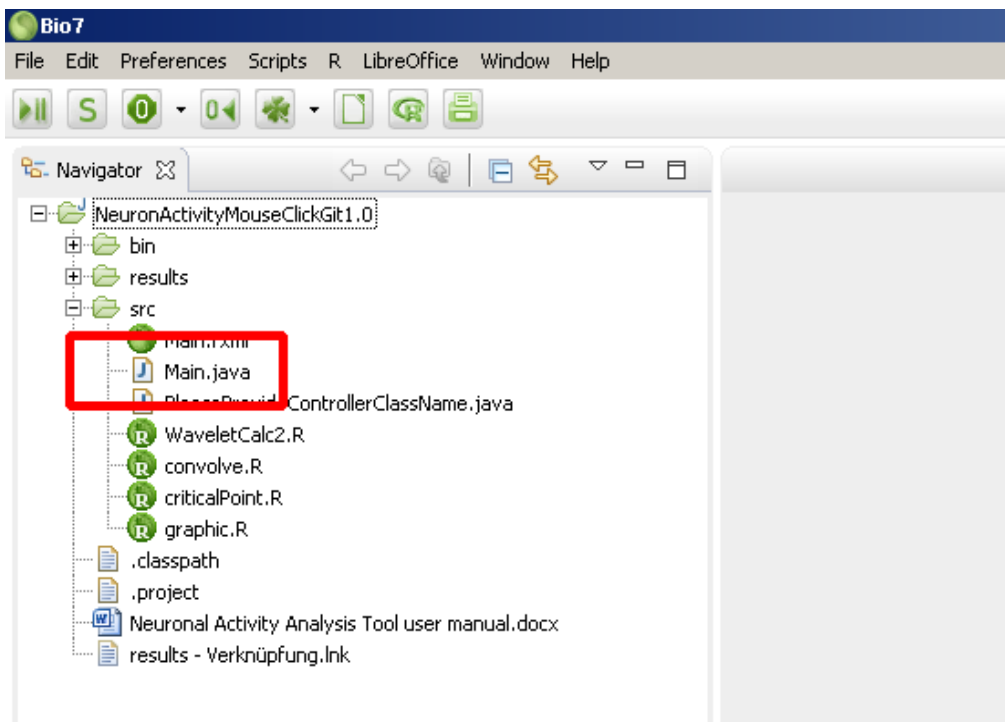 Bio7
File Edit Preferences Scripts R LibreOffice Window Help
S 0 0 R
Navigator
NeuronActivityMouseClickGit1.0
bin
results
src
Main.java
ControllerClassName.java
WaveletCalc2.R
convolve.R
criticalPoint.R
graphic.R
.classpath
.project
Neuronal Activity Analysis Tool user manual.docx
results - Verknüpfung.lnk